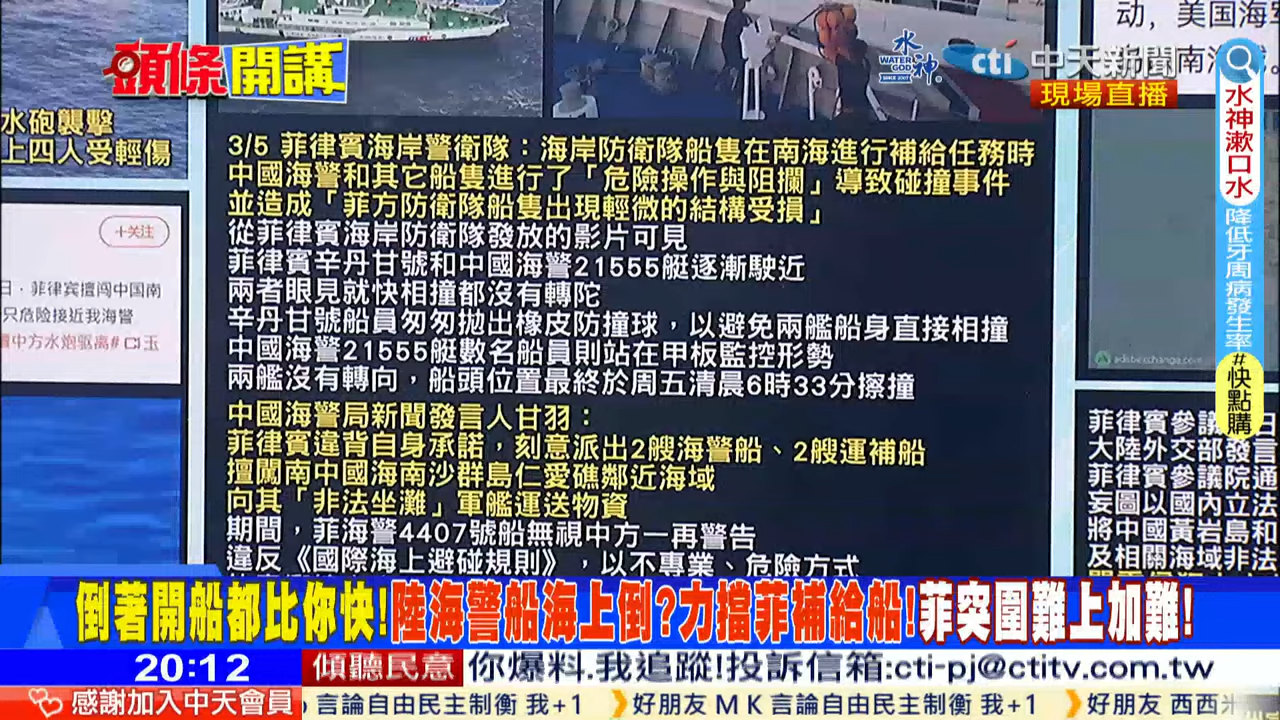 頭條開講
水神
WATER GOD
SINCE 2007
cti 中天新聞
現場直播
动，美国海军
水砲襲擊
上四人受輕傷
+关注
日，菲律宾擅闯中国南
只危险接近我海警
中方水炮驱离#
玉
3/5 菲律賓海岸警衛隊：海岸防衛隊船隻在南海進行補給任務時
中國海警和其它船隻進行了「危險操作與阻攔」導致碰撞事件
並造成「菲方防衛隊船隻出現輕微的結構受損」
從菲律賓海岸防衛隊發放的影片可見
菲律賓辛丹甘號和中國海警21555艇逐漸駛近
兩者眼見就快相撞都沒有轉陀
辛丹甘號船員匆匆拋出橡皮防撞球，以避免兩艦船身直接相撞
中國海警21555艇數名船員則站在甲板監控形勢
兩艦沒有轉向，船頭位置最終於周五清晨6時33分擦撞
中國海警局新聞發言人甘羽：
菲律賓違背自身承諾，刻意派出2艘海警船、2艘運補船
擅闖南中國海南沙群島仁愛礁鄰近海域
向其「非法坐灘」軍艦運送物資
期間，菲海警4407號船無視中方一再警告
違反《國際海上避碰規則》，以不專業、危險方式
adsbexchange.com
菲律賓參議
大陸外交部發言
菲律賓參議院通
妄圖以國內立法
將中國黃岩島和
及相關海域非法
水神漱口水
降低牙周病發生率
#快點購
倒著開船都比你快!陸海警船海上倒?力擋菲補給船!菲突圍難上加難!
20:12
傾聽民意
你爆料.我追蹤!投訴信箱:cti-pj@ctitv.com.tw
感謝加入中天會員
言論自由民主制衡 我+1
好朋友 M K 言論自由民主制衡 我+1
好朋友 西西米